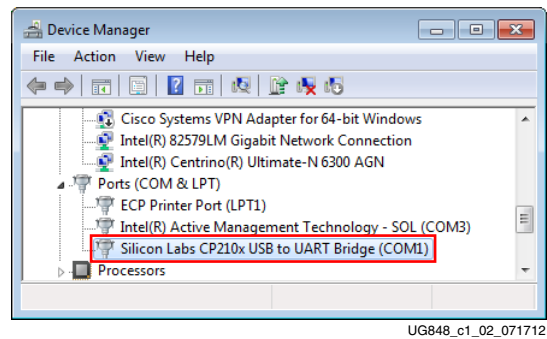 Device Manager
File Action View Help
Cisco Systems VPN Adapter for 64-bit Windows
Intel(R) 82579LM Gigabit Network Connection
Intel(R) Centrino(R) Ultimate-N 6300 AGN
Ports (COM & LPT)
ECP Printer Port (LPT1)
Intel(R) Active Management Technology - SOL (COM3)
Silicon Labs CP210x USB to UART Bridge (COM1)
Processors
UG848_c1_02_071712